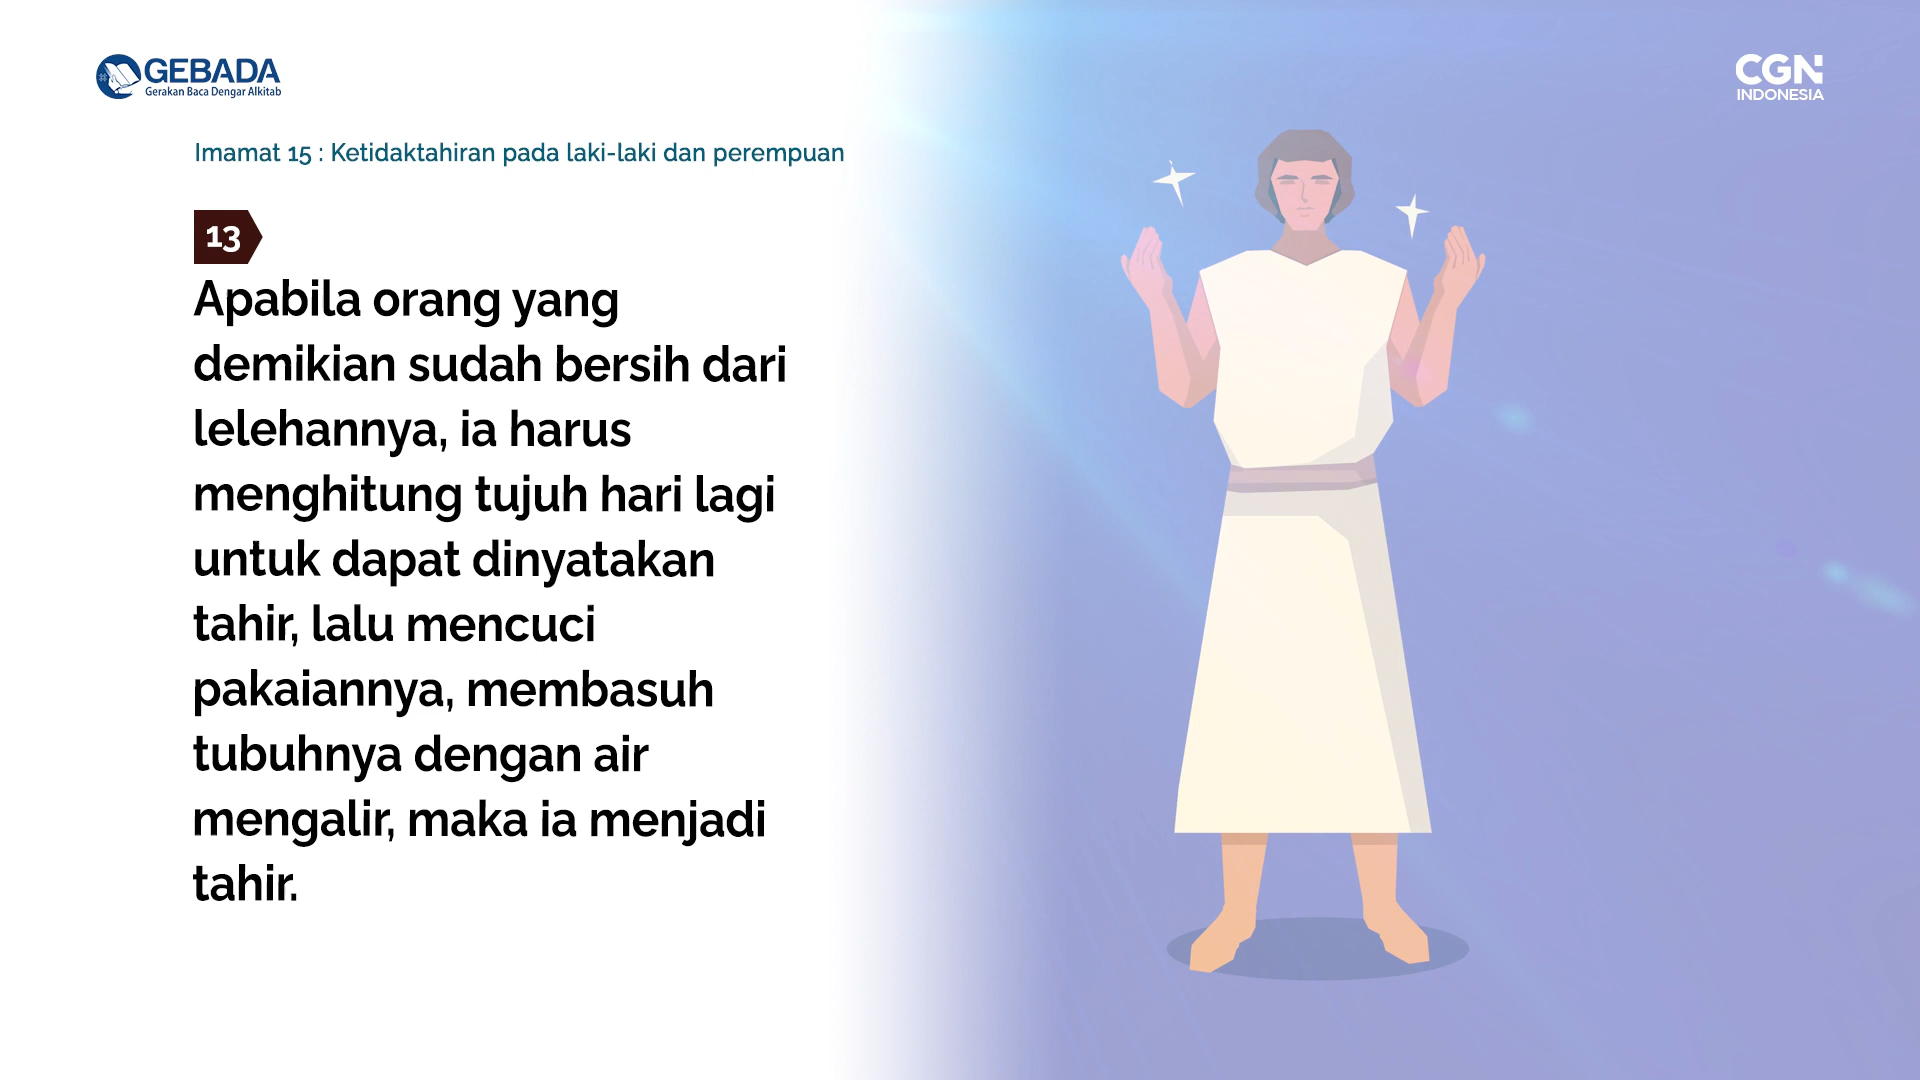 GEBADA
Gerakan Baca Dengar Alkitab
CGN
INDONESIA
Imamat 15 : Ketidaktahiran pada laki-laki dan perempuan
13
Apabila orang yang
demikian sudah bersih dari
lelehannya, ia harus
menghitung tujuh hari lagi
untuk dapat dinyatakan
tahir, lalu mencuci
pakaiannya, membasuh
tubuhnya dengan air
mengalir, maka ia menjadi
tahir.